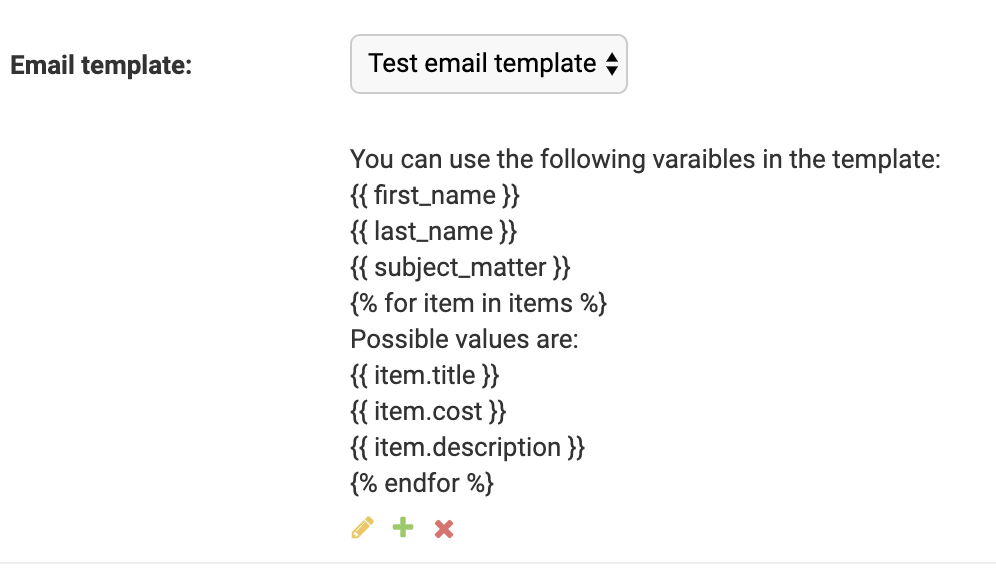 Email template:
Test email template
You can use the following varaibles in the template:
{{ first_name }}
{{ last_name }}
{{ subject_matter }}
{% for item in items %}
Possible values are:
{{ item.title }}
{{ item.cost }}
{{ item.description }}
{% endfor %}